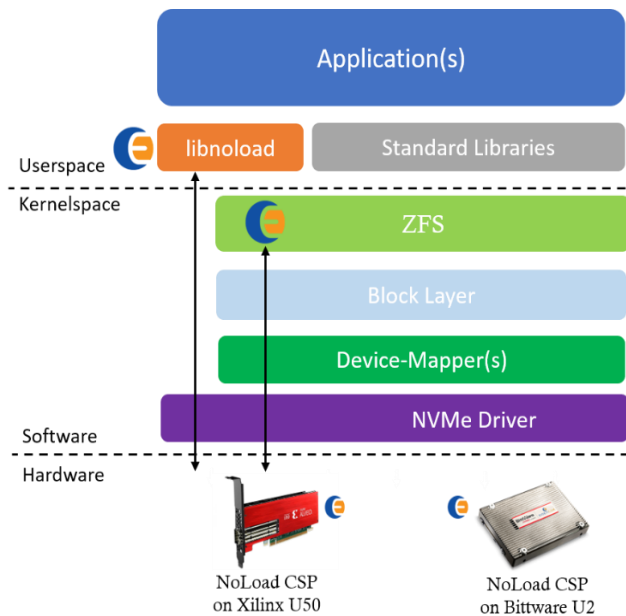 Application(s)
libnoload
Standard Libraries
Userspace
Kernelspace
ZFS
Block Layer
Device-Mapper(s)
NVMe Driver
Software
Hardware
NoLoad CSP
on Xilinx U50
NoLoad CSP
on Bittware U2